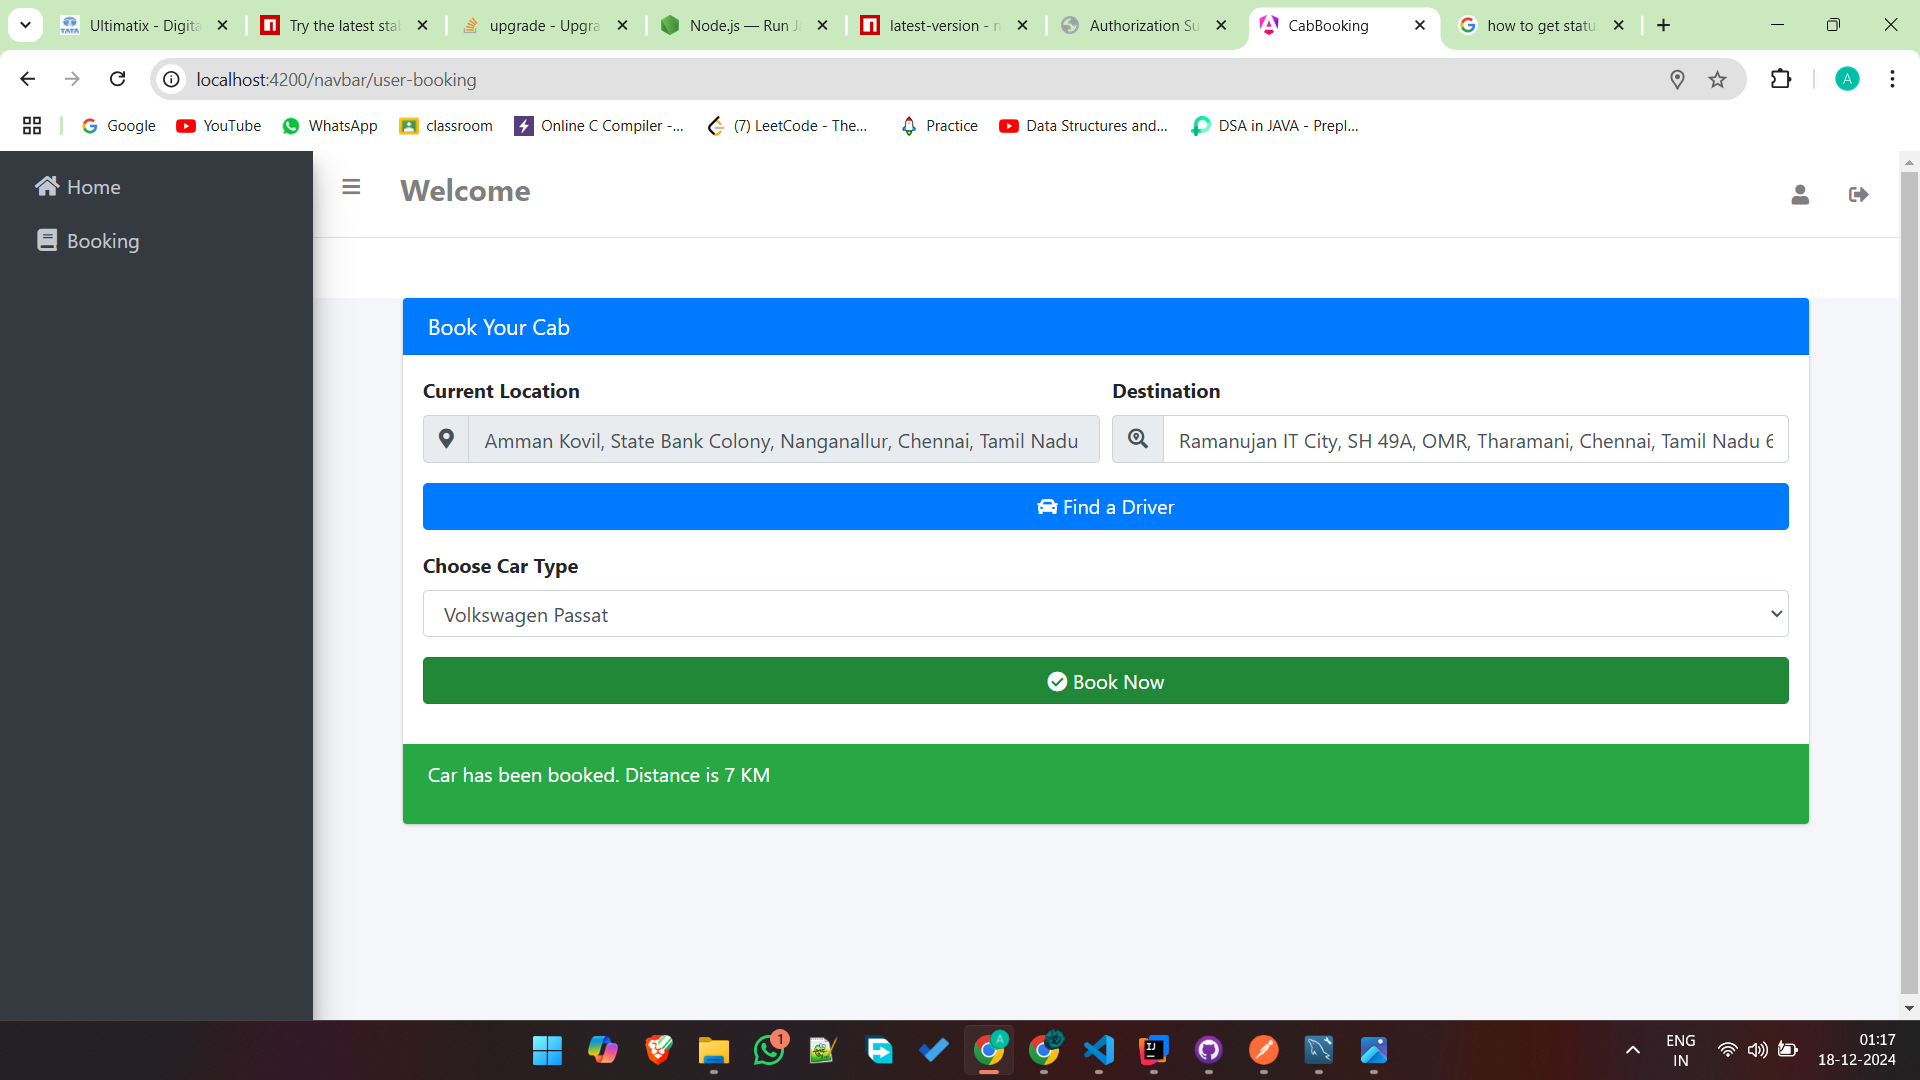 Ultimatix - Digita
Try the latest stal
upgrade - Upgra
Node.js — Run Ja
latest-version - n
Authorization Su
CabBooking
how to get statu
localhost:4200/navbar/user-booking
A
Google
YouTube
WhatsApp
classroom
Online C Compiler -...
(7) LeetCode - The...
Practice
Data Structures and...
DSA in JAVA - Prepl...
Home
Booking
Welcome
Book Your Cab
Current Location
Destination
Amman Kovil, State Bank Colony, Nanganallur, Chennai, Tamil Nadu
Ramanujan IT City, SH 49A, OMR, Tharamani, Chennai, Tamil Nadu 6
Find a Driver
Choose Car Type
Volkswagen Passat
Book Now
Car has been booked. Distance is 7 KM
1
A
ENG
IN
01:17
18-12-2024